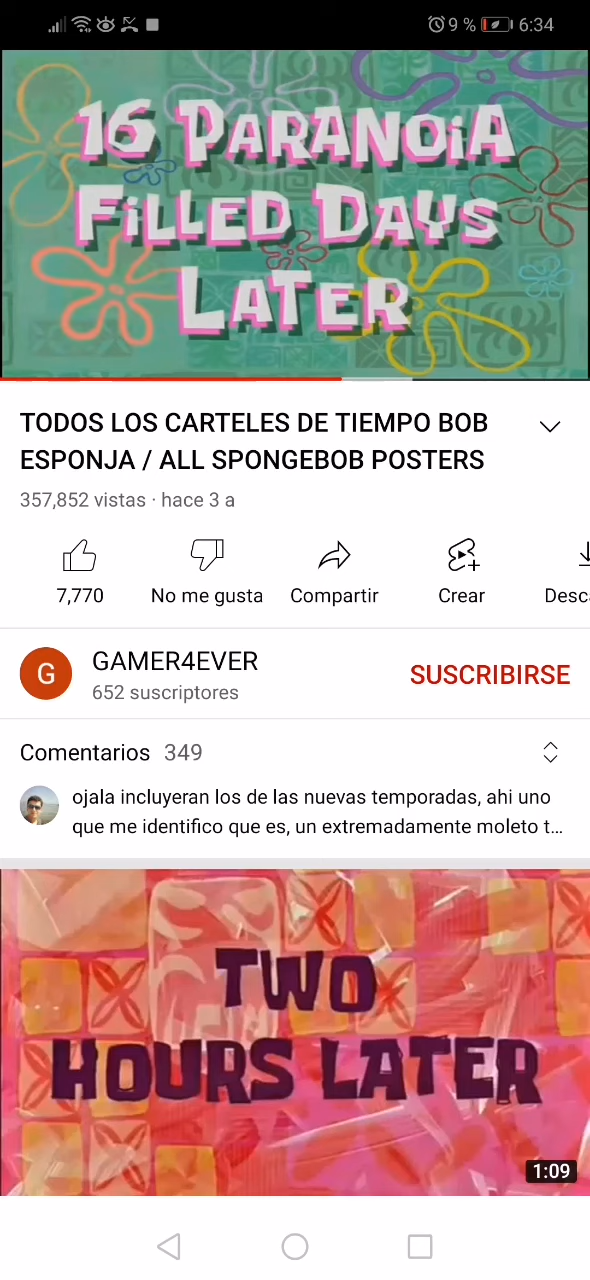 9 % 6:34
16 PARANOiA
FiLLED DAYS
LATER
TODOS LOS CARTELES DE TIEMPO BOB
ESPONJA / ALL SPONGEBOB POSTERS
357,852 vistas · hace 3 a
7,770 No me gusta Compartir Crear Desc
G GAMER4EVER SUSCRIBIRSE
652 suscriptores
Comentarios 349
ojala incluyeran los de las nuevas temporadas, ahi uno
que me identifico que es, un extremadamente moleto t...
TWO
HOURS LATER
1:09